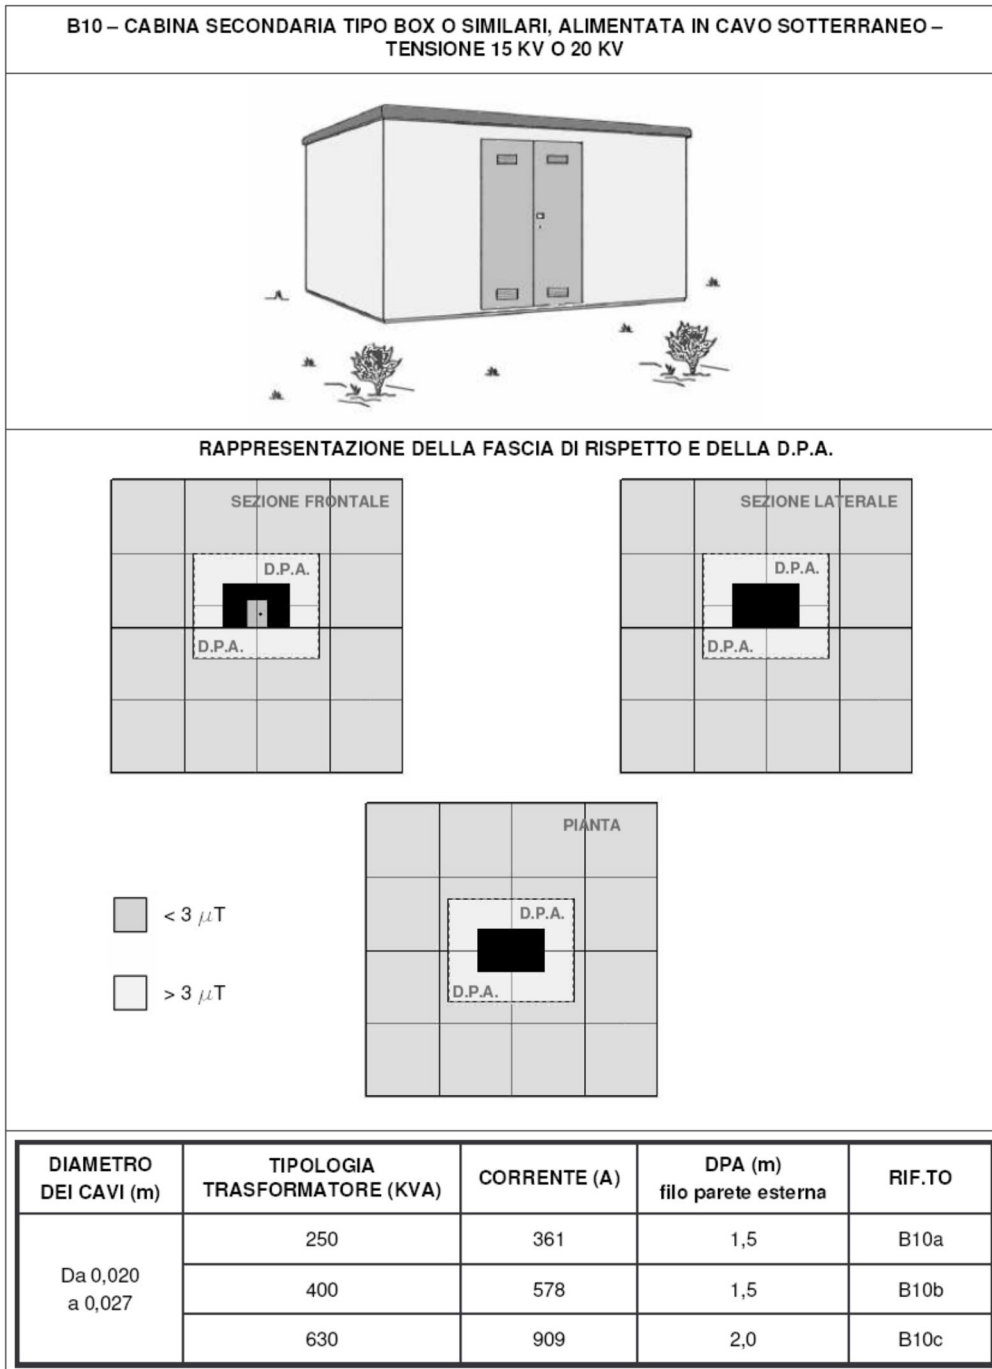 B10 – CABINA SECONDARIA TIPO BOX O SIMILARI, ALIMENTATA IN CAVO SOTTERRANEO –
TENSIONE 15 KV O 20 KV
RAPPRESENTAZIONE DELLA FASCIA DI RISPETTO E DELLA D.P.A.
SEZIONE FRONTALE
D.P.A.
D.P.A.
SEZIONE LATERALE
D.P.A.
D.P.A.
PIANTA
D.P.A.
D.P.A.
< 3 μT
> 3 μT
DIAMETRO
DEI CAVI (m)
TIPOLOGIA
TRASFORMATORE (KVA)
CORRENTE (A)
DPA (m)
filo parete esterna
RIF.TO
Da 0,020
a 0,027
250
361
1,5
B10a
400
578
1,5
B10b
630
909
2,0
B10c